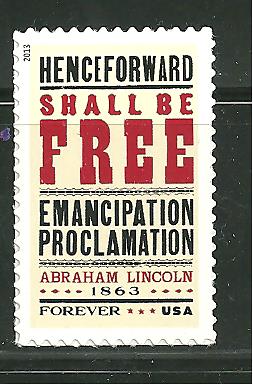 2013
HENCEFORWARD
SHALL BE
FREE
EMANCIPATION
PROCLAMATION
ABRAHAM LINCOLN
1863
FOREVER USA